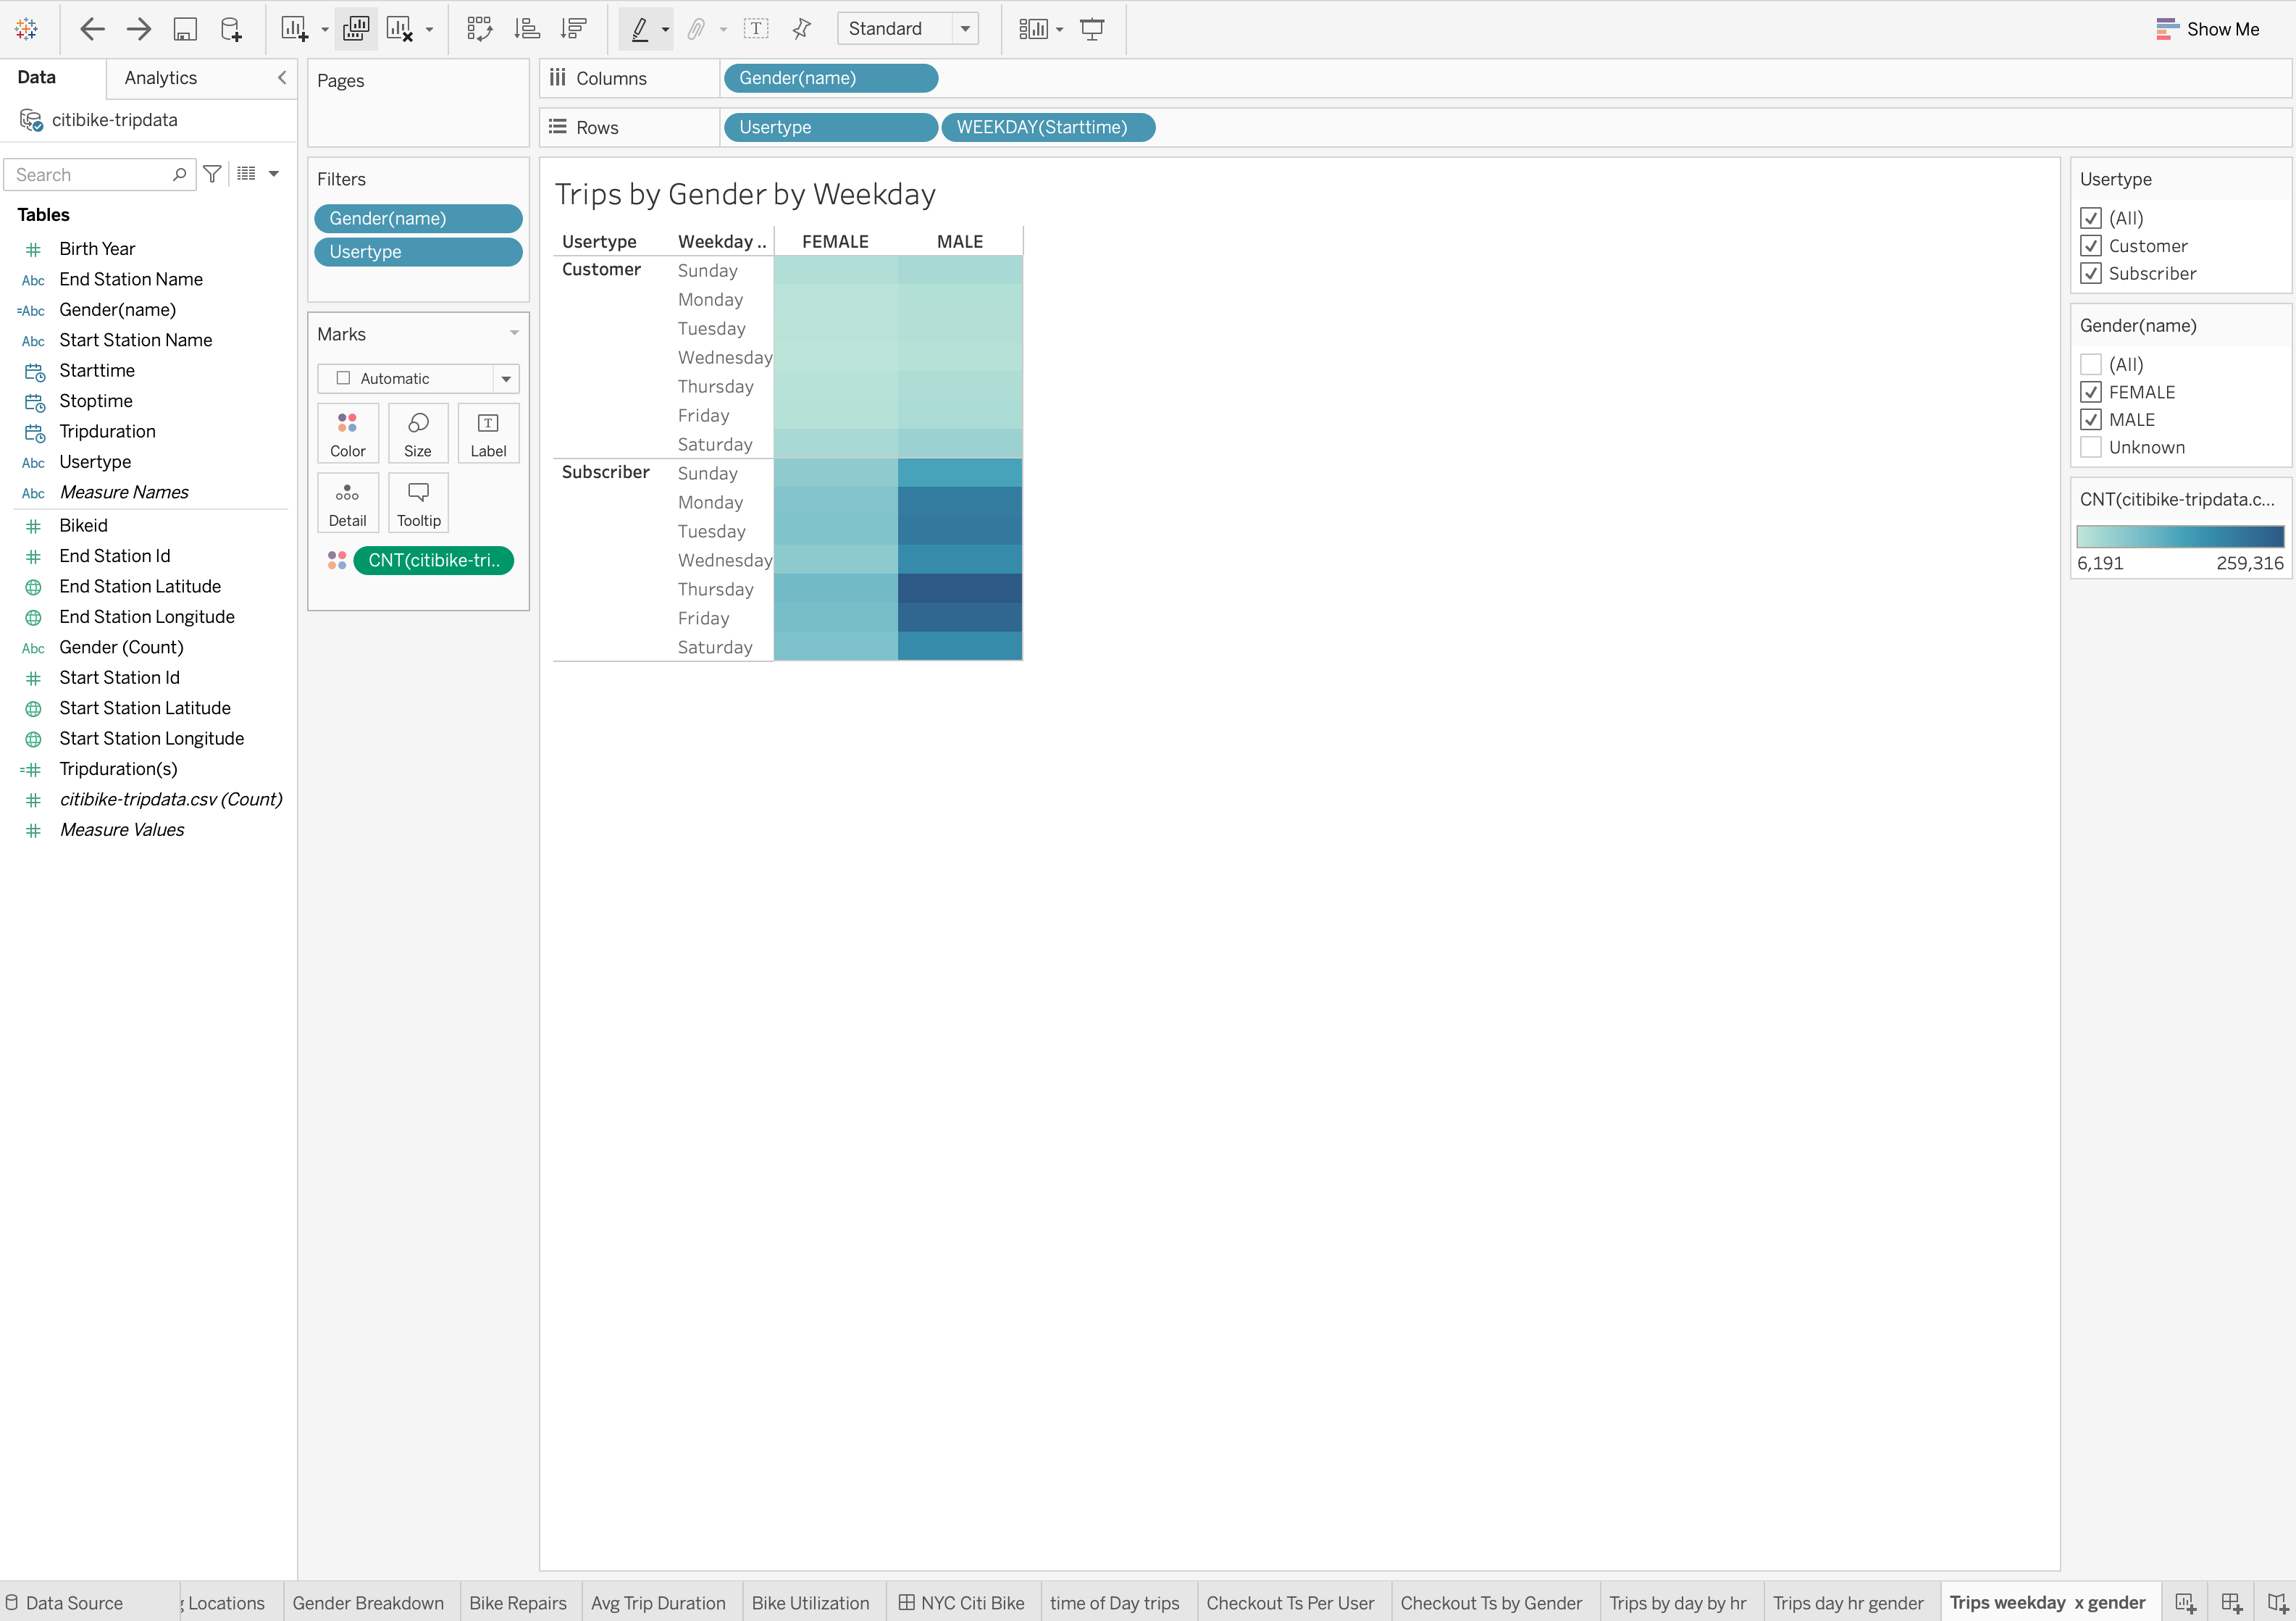 Standard
Show Me
Data
Analytics
citibike-tripdata
Search
Tables
Birth Year
Abc End Station Name
=Abc Gender(name)
Abc Start Station Name
Starttime
Stoptime
Tripduration
Abc Usertype
Abc Measure Names
Bikeid
End Station Id
End Station Latitude
End Station Longitude
Abc Gender (Count)
Start Station Id
Start Station Latitude
Start Station Longitude
Tripduration(s)
citibike-tripdata.csv (Count)
Measure Values
Pages
Filters
Gender(name)
Usertype
Marks
Automatic
Color Size Label
Detail Tooltip
CNT(citibike-tri..
Columns Gender(name)
Rows Usertype WEEKDAY(Starttime)
Trips by Gender by Weekday
Usertype Weekday .. FEMALE MALE
Customer Sunday
Monday
Tuesday
Wednesday
Thursday
Friday
Saturday
Subscriber Sunday
Monday
Tuesday
Wednesday
Thursday
Friday
Saturday
Usertype
(All)
Customer
Subscriber
Gender(name)
(All)
FEMALE
MALE
Unknown
CNT(citibike-tripdata.c...
6,191 259,316
Data Source Locations Gender Breakdown Bike Repairs Avg Trip Duration Bike Utilization NYC Citi Bike time of Day trips Checkout Ts Per User Checkout Ts by Gender Trips by day by hr Trips day hr gender Trips weekday x gender